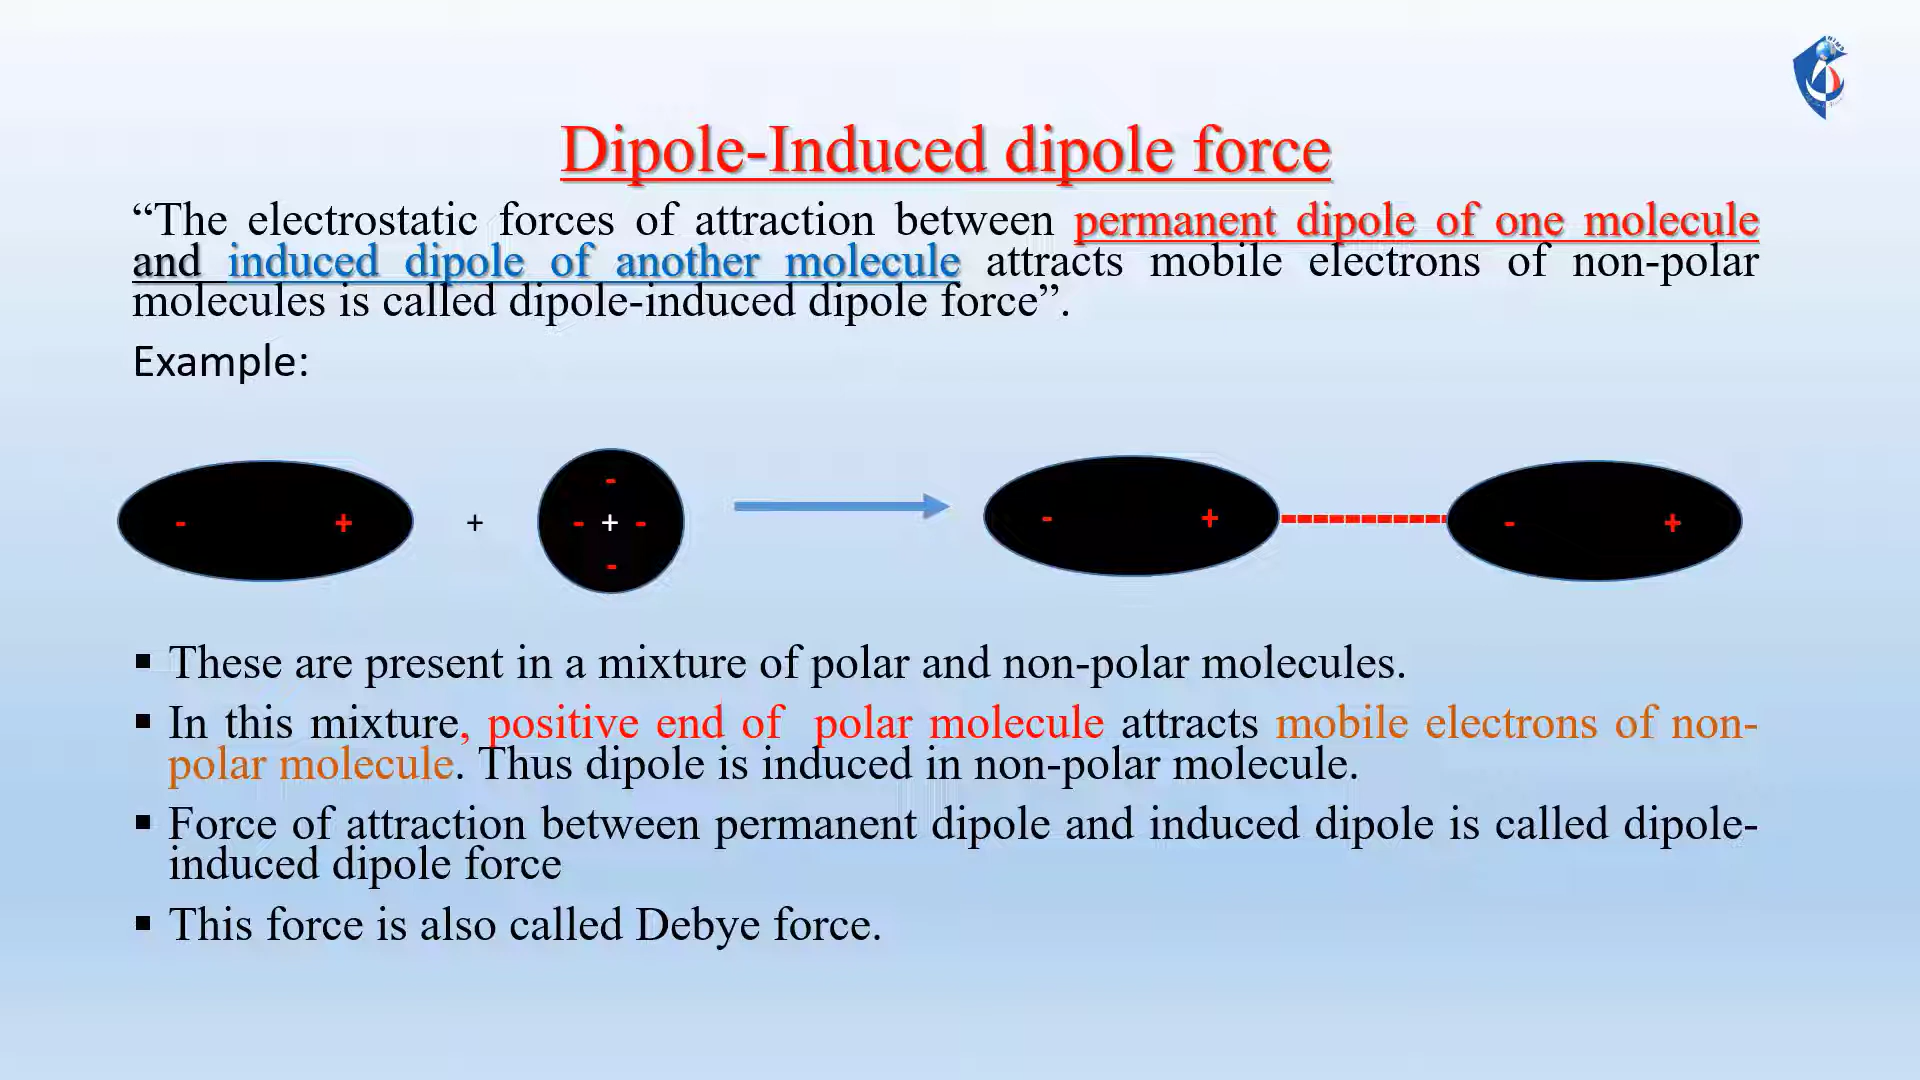 Dipole-Induced dipole force
“The electrostatic forces of attraction between permanent dipole of one molecule
and induced dipole of another molecule attracts mobile electrons of non-polar
molecules is called dipole-induced dipole force”.
Example:
-
- + + - + - - + - +
-
▪ These are present in a mixture of polar and non-polar molecules.
▪ In this mixture, positive end of polar molecule attracts mobile electrons of non-
polar molecule. Thus dipole is induced in non-polar molecule.
▪ Force of attraction between permanent dipole and induced dipole is called dipole-
induced dipole force
▪ This force is also called Debye force.